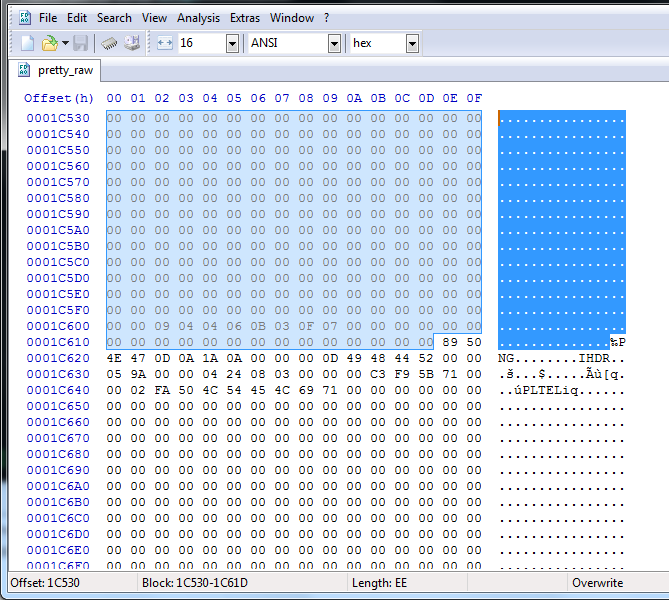 File Edit Search View Analysis Extras Window ?
16 ANSI hex
pretty_raw
Offset(h) 00 01 02 03 04 05 06 07 08 09 0A 0B 0C 0D 0E 0F
0001C530 00 00 00 00 00 00 00 00 00 00 00 00 00 00 00 00 ................
0001C540 00 00 00 00 00 00 00 00 00 00 00 00 00 00 00 00 ................
0001C550 00 00 00 00 00 00 00 00 00 00 00 00 00 00 00 00 ................
0001C560 00 00 00 00 00 00 00 00 00 00 00 00 00 00 00 00 ................
0001C570 00 00 00 00 00 00 00 00 00 00 00 00 00 00 00 00 ................
0001C580 00 00 00 00 00 00 00 00 00 00 00 00 00 00 00 00 ................
0001C590 00 00 00 00 00 00 00 00 00 00 00 00 00 00 00 00 ................
0001C5A0 00 00 00 00 00 00 00 00 00 00 00 00 00 00 00 00 ................
0001C5B0 00 00 00 00 00 00 00 00 00 00 00 00 00 00 00 00 ................
0001C5C0 00 00 00 00 00 00 00 00 00 00 00 00 00 00 00 00 ................
0001C5D0 00 00 00 00 00 00 00 00 00 00 00 00 00 00 00 00 ................
0001C5E0 00 00 00 00 00 00 00 00 00 00 00 00 00 00 00 00 ................
0001C5F0 00 00 00 00 00 00 00 00 00 00 00 00 00 00 00 00 ................
0001C600 00 00 09 04 04 06 0B 03 0F 07 00 00 00 00 00 00 ................
0001C610 00 00 00 00 00 00 00 00 00 00 00 00 00 00 89 50 ..............‰P
0001C620 4E 47 0D 0A 1A 0A 00 00 00 0D 49 48 44 52 00 00 NG........IHDR..
0001C630 05 9A 00 00 04 24 08 03 00 00 00 C3 F9 5B 71 00 .š...$.....Ãù[q.
0001C640 00 02 FA 50 4C 54 45 4C 69 71 00 00 00 00 00 00 ..úPLTELiq......
0001C650 00 00 00 00 00 00 00 00 00 00 00 00 00 00 00 00 ................
0001C660 00 00 00 00 00 00 00 00 00 00 00 00 00 00 00 00 ................
0001C670 00 00 00 00 00 00 00 00 00 00 00 00 00 00 00 00 ................
0001C680 00 00 00 00 00 00 00 00 00 00 00 00 00 00 00 00 ................
0001C690 00 00 00 00 00 00 00 00 00 00 00 00 00 00 00 00 ................
0001C6A0 00 00 00 00 00 00 00 00 00 00 00 00 00 00 00 00 ................
0001C6B0 00 00 00 00 00 00 00 00 00 00 00 00 00 00 00 00 ................
0001C6C0 00 00 00 00 00 00 00 00 00 00 00 00 00 00 00 00 ................
0001C6D0 00 00 00 00 00 00 00 00 00 00 00 00 00 00 00 00 ................
0001C6E0 00 00 00 00 00 00 00 00 00 00 00 00 00 00 00 00 ................
0001C6F0 00 00 00 00 00 00 00 00 00 00 00 00 00 00 00 00 ................
Offset: 1C530 Block: 1C530-1C61D Length: EE Overwrite